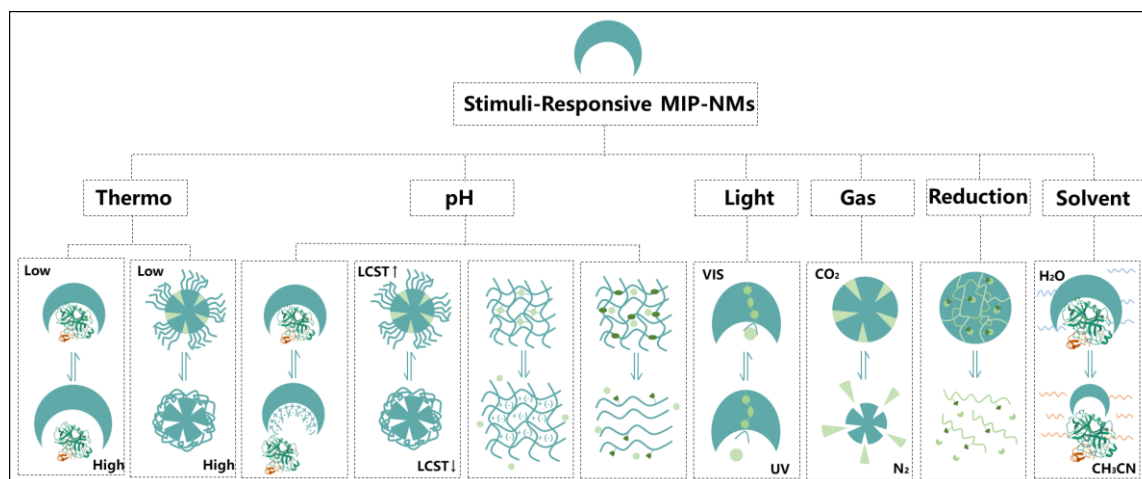 Stimuli-Responsive MIP-NMs
Thermo
pH
Light
Gas
Reduction
Solvent
Low
High
Low
High
LCST↑
LCST↓
VIS
UV
CO₂
N₂
H₂O
CH₃CN